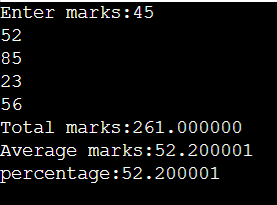 Enter marks:45
52
85
23
56
Total marks:261.000000
Average marks:52.200001
percentage:52.200001